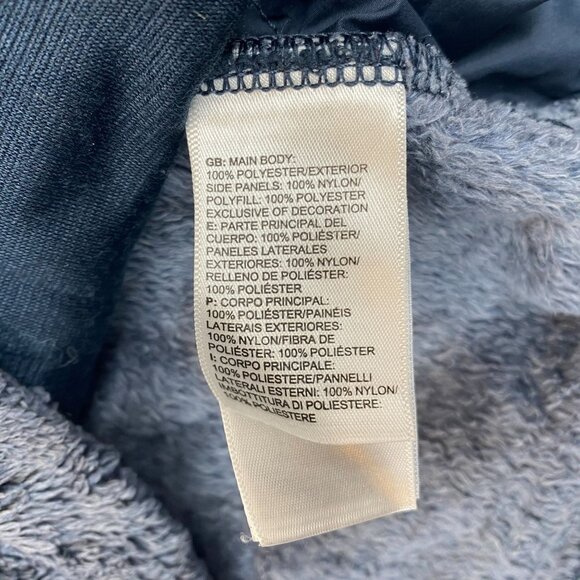 GB: MAIN BODY:
100% POLYESTER/EXTERIOR
SIDE PANELS: 100% NYLON/
POLYFILL: 100% POLYESTER
EXCLUSIVE OF DECORATION
E: PARTE PRINCIPAL DEL
CUERPO: 100% POLIÉSTER/
PANELES LATERALES
EXTERIORES: 100% NYLON/
RELLENO DE POLIÉSTER:
100% POLIÉSTER
P: CORPO PRINCIPAL:
100% POLIÉSTER/PAINÉIS
LATERAIS EXTERIORES:
100% NYLON/FIBRA DE
POLIÉSTER: 100% POLIÉSTER
I: CORPO PRINCIPALE:
100% POLIESTERE/PANNELLI
LATERALI ESTERNI: 100% NYLON/
IMBOTTITURA DI POLIESTERE:
100% POLIESTERE